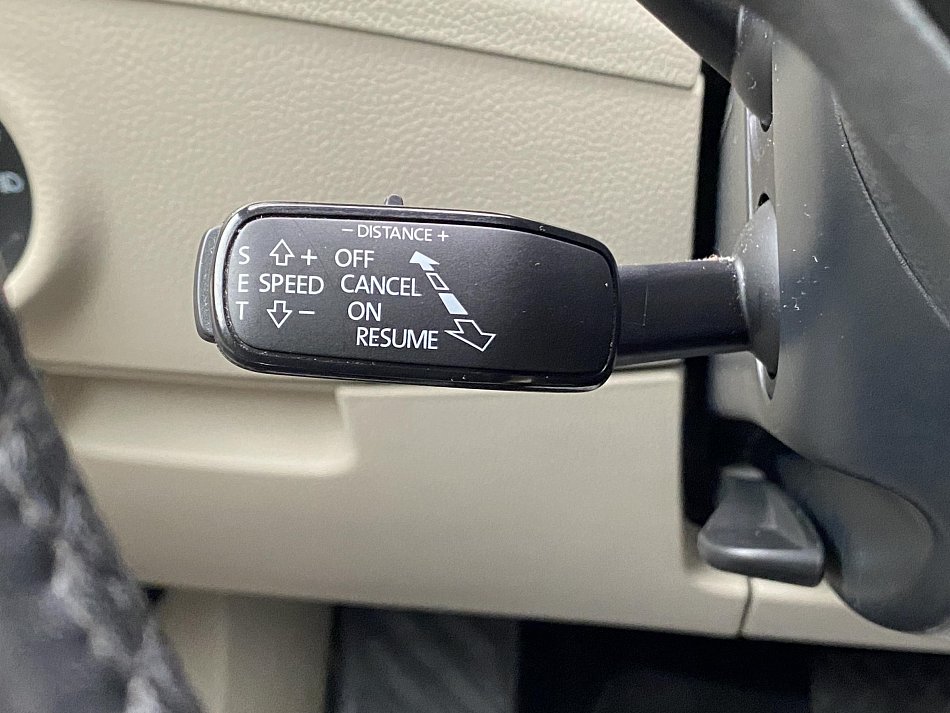 − DISTANCE +
S + OFF
E SPEED CANCEL
T − ON
RESUME